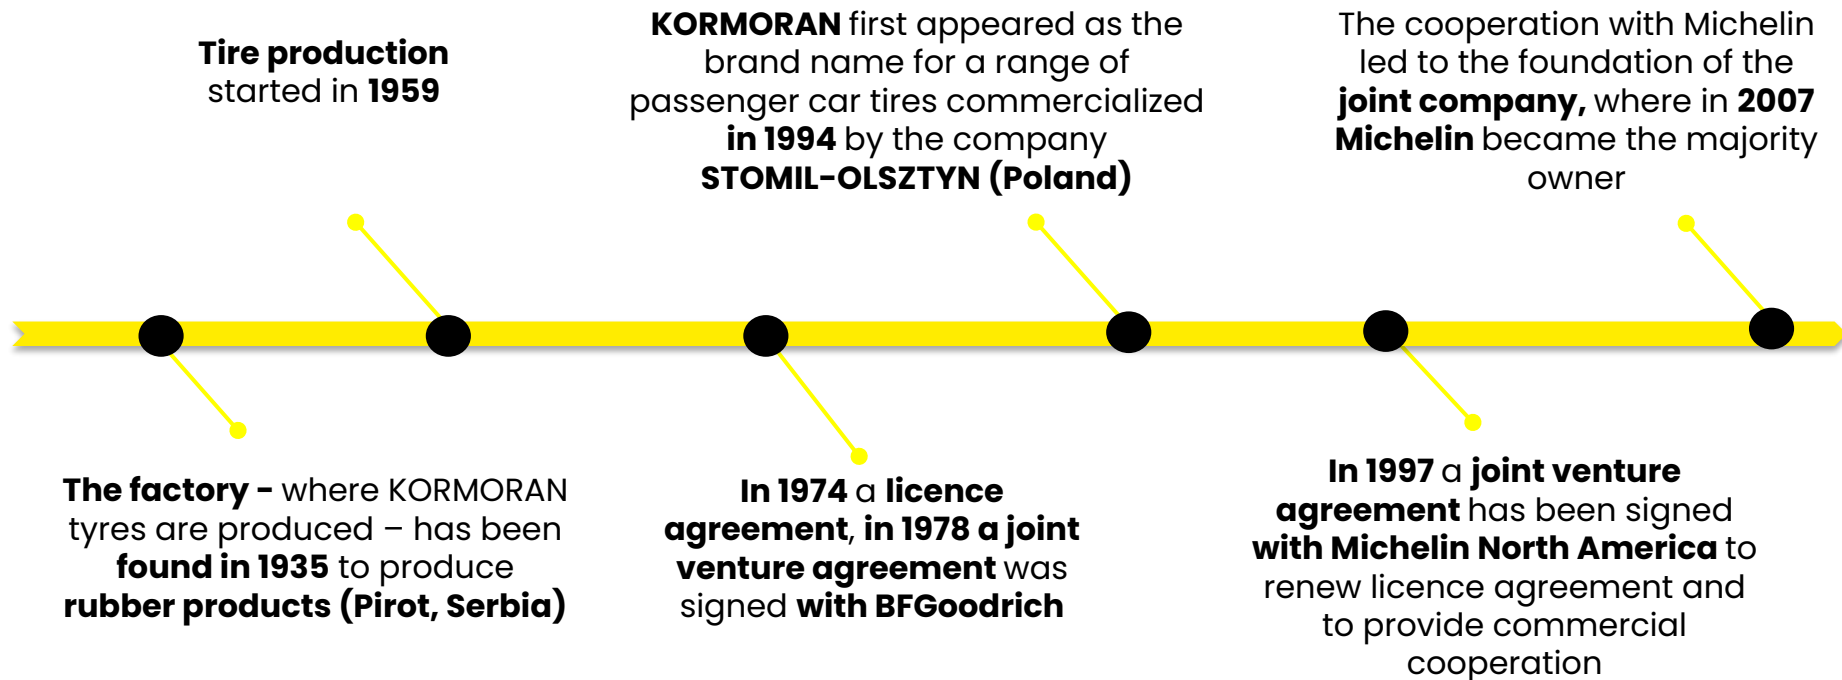 Tire production
started in 1959
KORMORAN first appeared as the
brand name for a range of
passenger car tires commercialized
in 1994 by the company
STOMIL-OLSZTYN (Poland)
The cooperation with Michelin
led to the foundation of the
joint company, where in 2007
Michelin became the majority
owner
The factory - where KORMORAN
tyres are produced – has been
found in 1935 to produce
rubber products (Pirot, Serbia)
In 1974 a licence
agreement, in 1978 a joint
venture agreement was
signed with BFGoodrich
In 1997 a joint venture
agreement has been signed
with Michelin North America to
renew licence agreement and
to provide commercial
cooperation